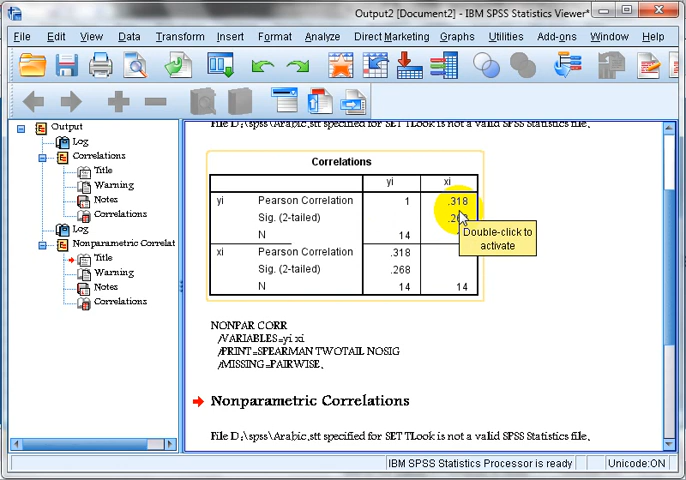 Output2 [Document2] - IBM SPSS Statistics Viewer*
File Edit View Data Transform Insert Format Analyze Direct Marketing Graphs Utilities Add-ons Window Help
Output
Log
Correlations
Title
Warning
Notes
Correlations
Log
Nonparametric Correlat
Title
Warning
Notes
Correlations
File D:\spss\Arabic.stt specified for SET TLook is not a valid SPSS Statistics file.
Correlations
yi xi
yi Pearson Correlation 1 .318
Sig. (2-tailed)
N 14
xi Pearson Correlation .318
Sig. (2-tailed) .268
N 14 14
Double-click to
activate
NONPAR CORR
/VARIABLES=yi xi
/PRINT=SPEARMAN TWOTAIL NOSIG
/MISSING=PAIRWISE.
Nonparametric Correlations
File D:\spss\Arabic.stt specified for SET TLook is not a valid SPSS Statistics file.
IBM SPSS Statistics Processor is ready Unicode:ON